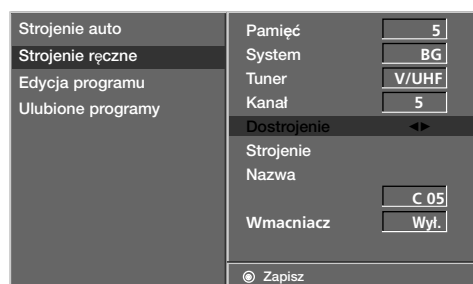 Strojenie auto
Strojenie ręczne
Edycja programu
Ulubione programy
Pamięć 5
System BG
Tuner V/UHF
Kanał 5
Dostrojenie ◀▶
Strojenie
Nazwa
C 05
Wmacniacz Wył.
◉ Zapisz